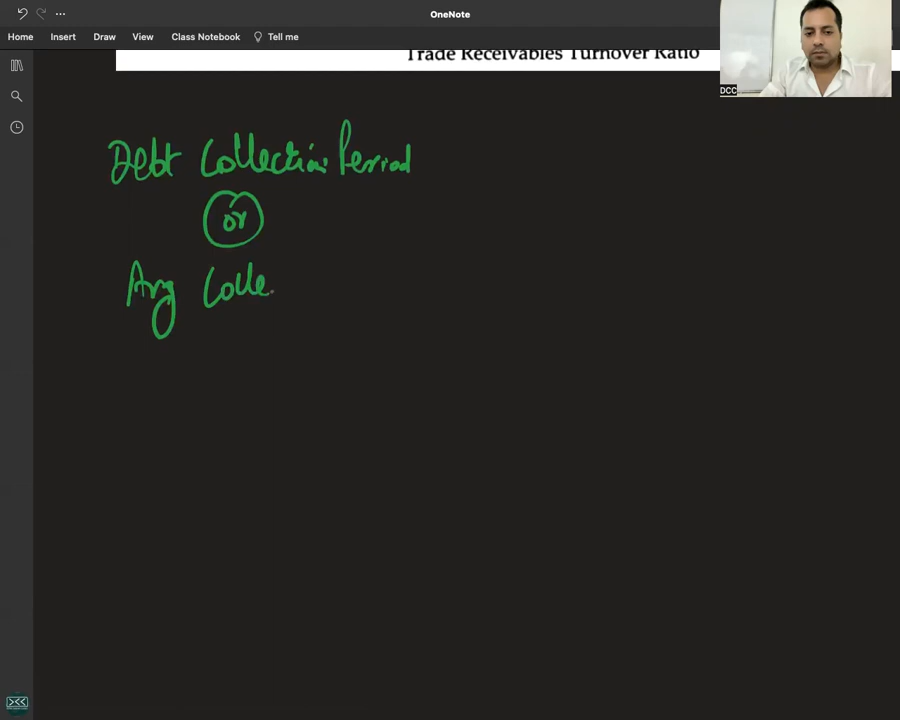 OneNote
Home Insert Draw View Class Notebook Tell me
Trade Receivables Turnover Ratio
DCC
Debt Collection Period
or
Avg Colle